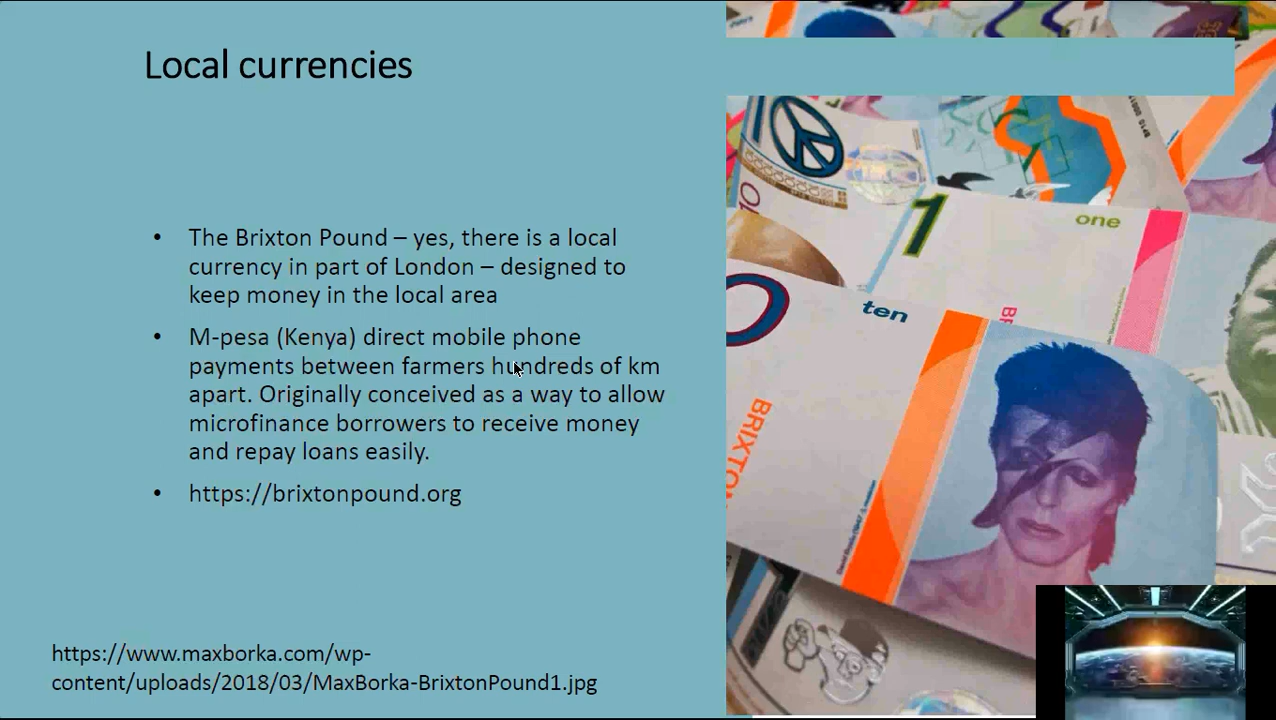 Local currencies
The Brixton Pound – yes, there is a local
currency in part of London – designed to
keep money in the local area
M-pesa (Kenya) direct mobile phone
payments between farmers hundreds of km
apart. Originally conceived as a way to allow
microfinance borrowers to receive money
and repay loans easily.
https://brixtonpound.org
https://www.maxborka.com/wp-
content/uploads/2018/03/MaxBorka-BrixtonPound1.jpg
1
one
ten
BRIXTON